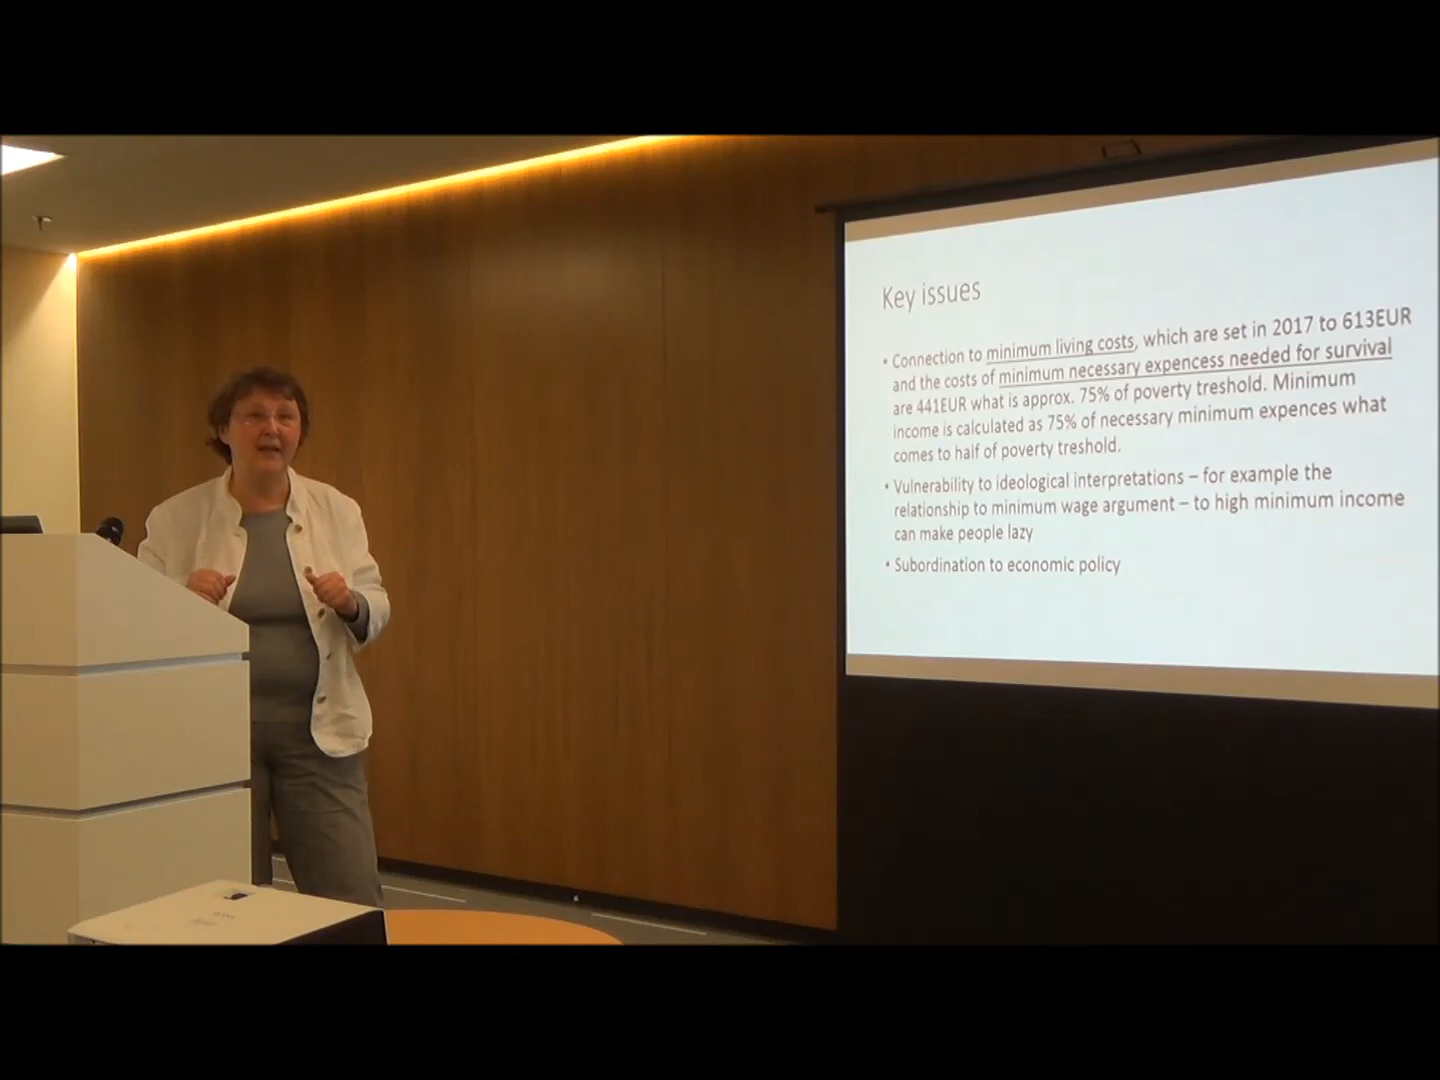 Key issues
• Connection to minimum living costs, which are set in 2017 to 613EUR
and the costs of minimum necessary expencess needed for survival
are 441EUR what is approx. 75% of poverty treshold. Minimum
income is calculated as 75% of necessary minimum expences what
comes to half of poverty treshold.
• Vulnerability to ideological interpretations – for example the
relationship to minimum wage argument – to high minimum income
can make people lazy
• Subordination to economic policy